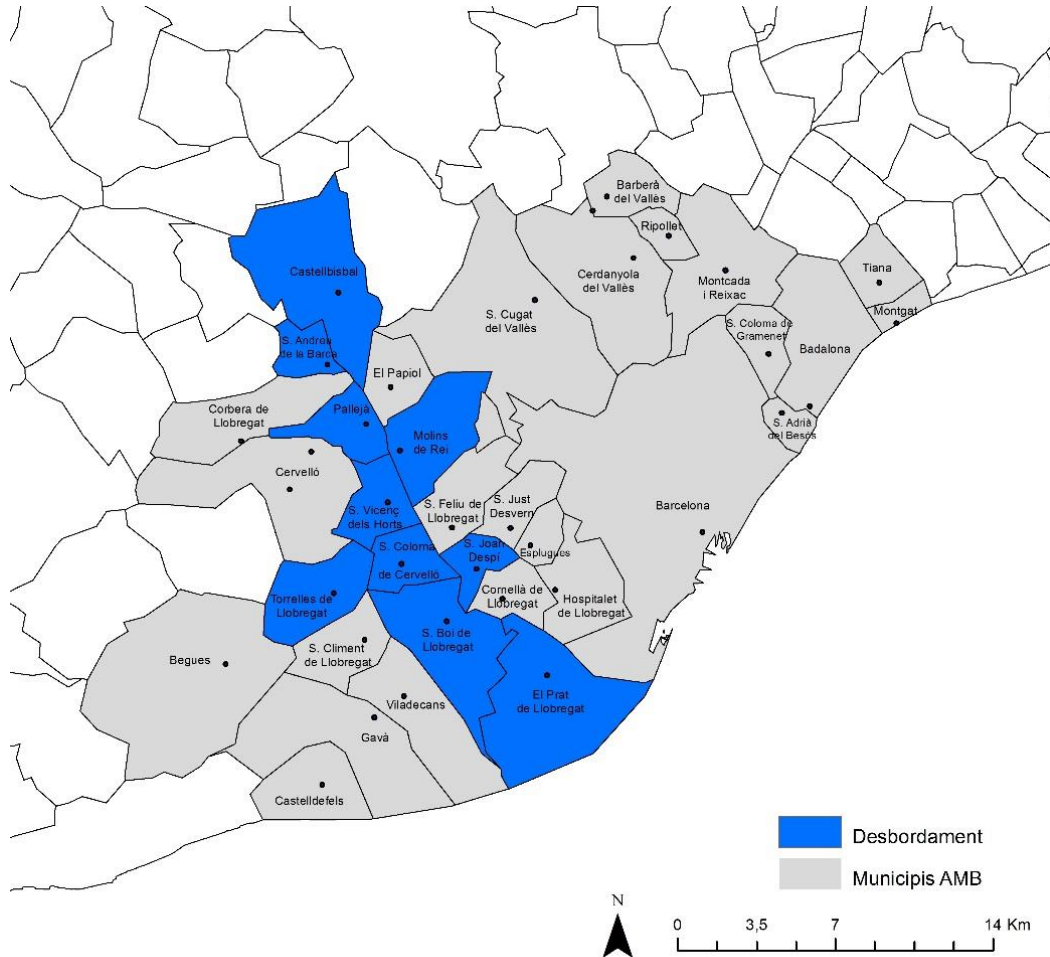 Barberà
del Vallès
Ripollet
Tiana
Castellbisbal
Cerdanyola
del Vallès
Montcada
i Reixac
Montgat
S. Cugat
del Vallès
S. Coloma de
Gramenet
Badalona
S. Andreu
de la Barca
El Papiol
Corbera de
Llobregat
Pallejà
Molins
de Rei
S. Adrià
del Besòs
Cervelló
S. Vicenç
dels Horts
S. Feliu de
Llobregat
S. Just
Desvern
Barcelona
Esplugues
S. Coloma
de Cervelló
S. Joan
Despí
Torrelles de
Llobregat
Cornellà de
Llobregat
Hospitalet
de Llobregat
S. Boi de
Llobregat
S. Climent
de Llobregat
Begues
El Prat
de Llobregat
Viladecans
Gavà
Castelldefels
Desbordament
Municipis AMB
N
0 3,5 7 14 Km